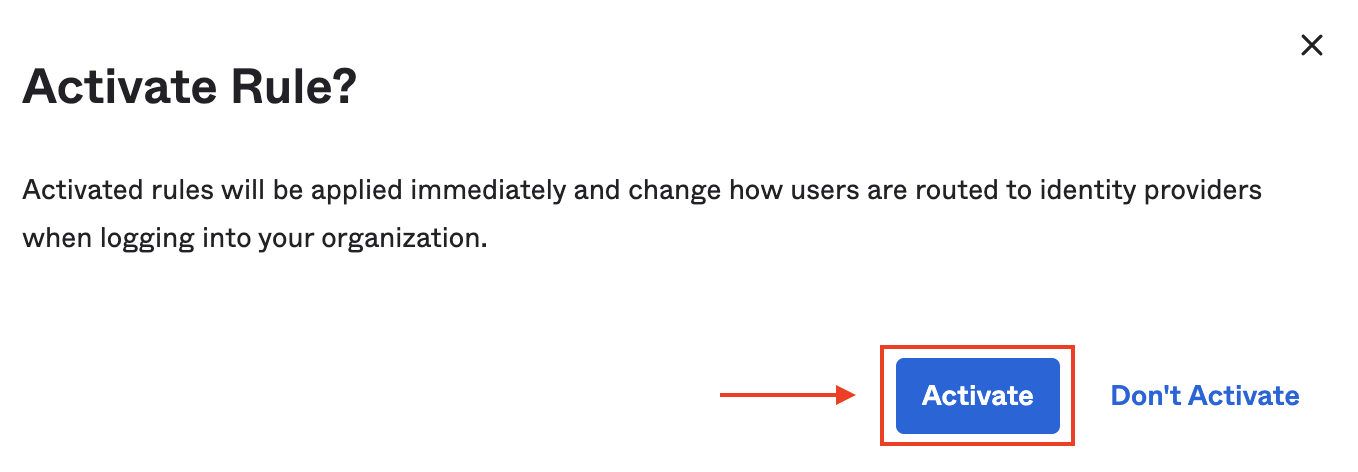 Activate Rule?
Activated rules will be applied immediately and change how users are routed to identity providers
when logging into your organization.
Activate
Don't Activate